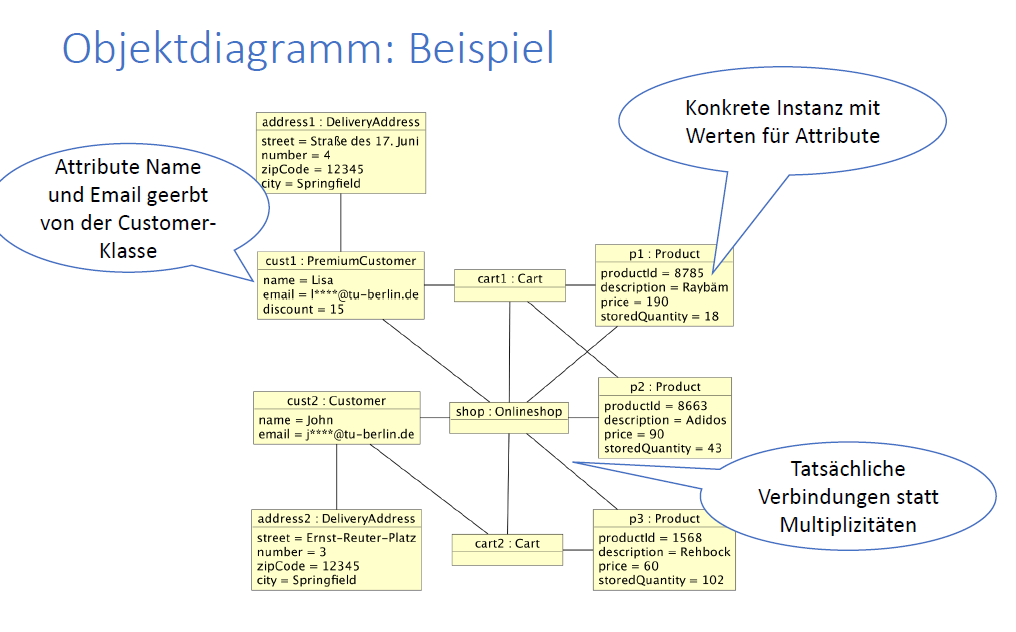 Objektdiagramm: Beispiel
Konkrete Instanz mit
Werten für Attribute
address1 : DeliveryAddress
street = Straße des 17. Juni
number = 4
zipCode = 12345
city = Springfield
Attribute Name
und Email geerbt
von der Customer-
Klasse
cust1 : PremiumCustomer
name = Lisa
email = l****@tu-berlin.de
discount = 15
cart1 : Cart
p1 : Product
productId = 8785
description = Raybäm
price = 190
storedQuantity = 18
cust2 : Customer
name = John
email = j****@tu-berlin.de
shop : Onlineshop
p2 : Product
productId = 8663
description = Adidos
price = 90
storedQuantity = 43
Tatsächliche
Verbindungen statt
Multiplizitäten
address2 : DeliveryAddress
street = Ernst-Reuter-Platz
number = 3
zipCode = 12345
city = Springfield
cart2 : Cart
p3 : Product
productId = 1568
description = Rehbock
price = 60
storedQuantity = 102